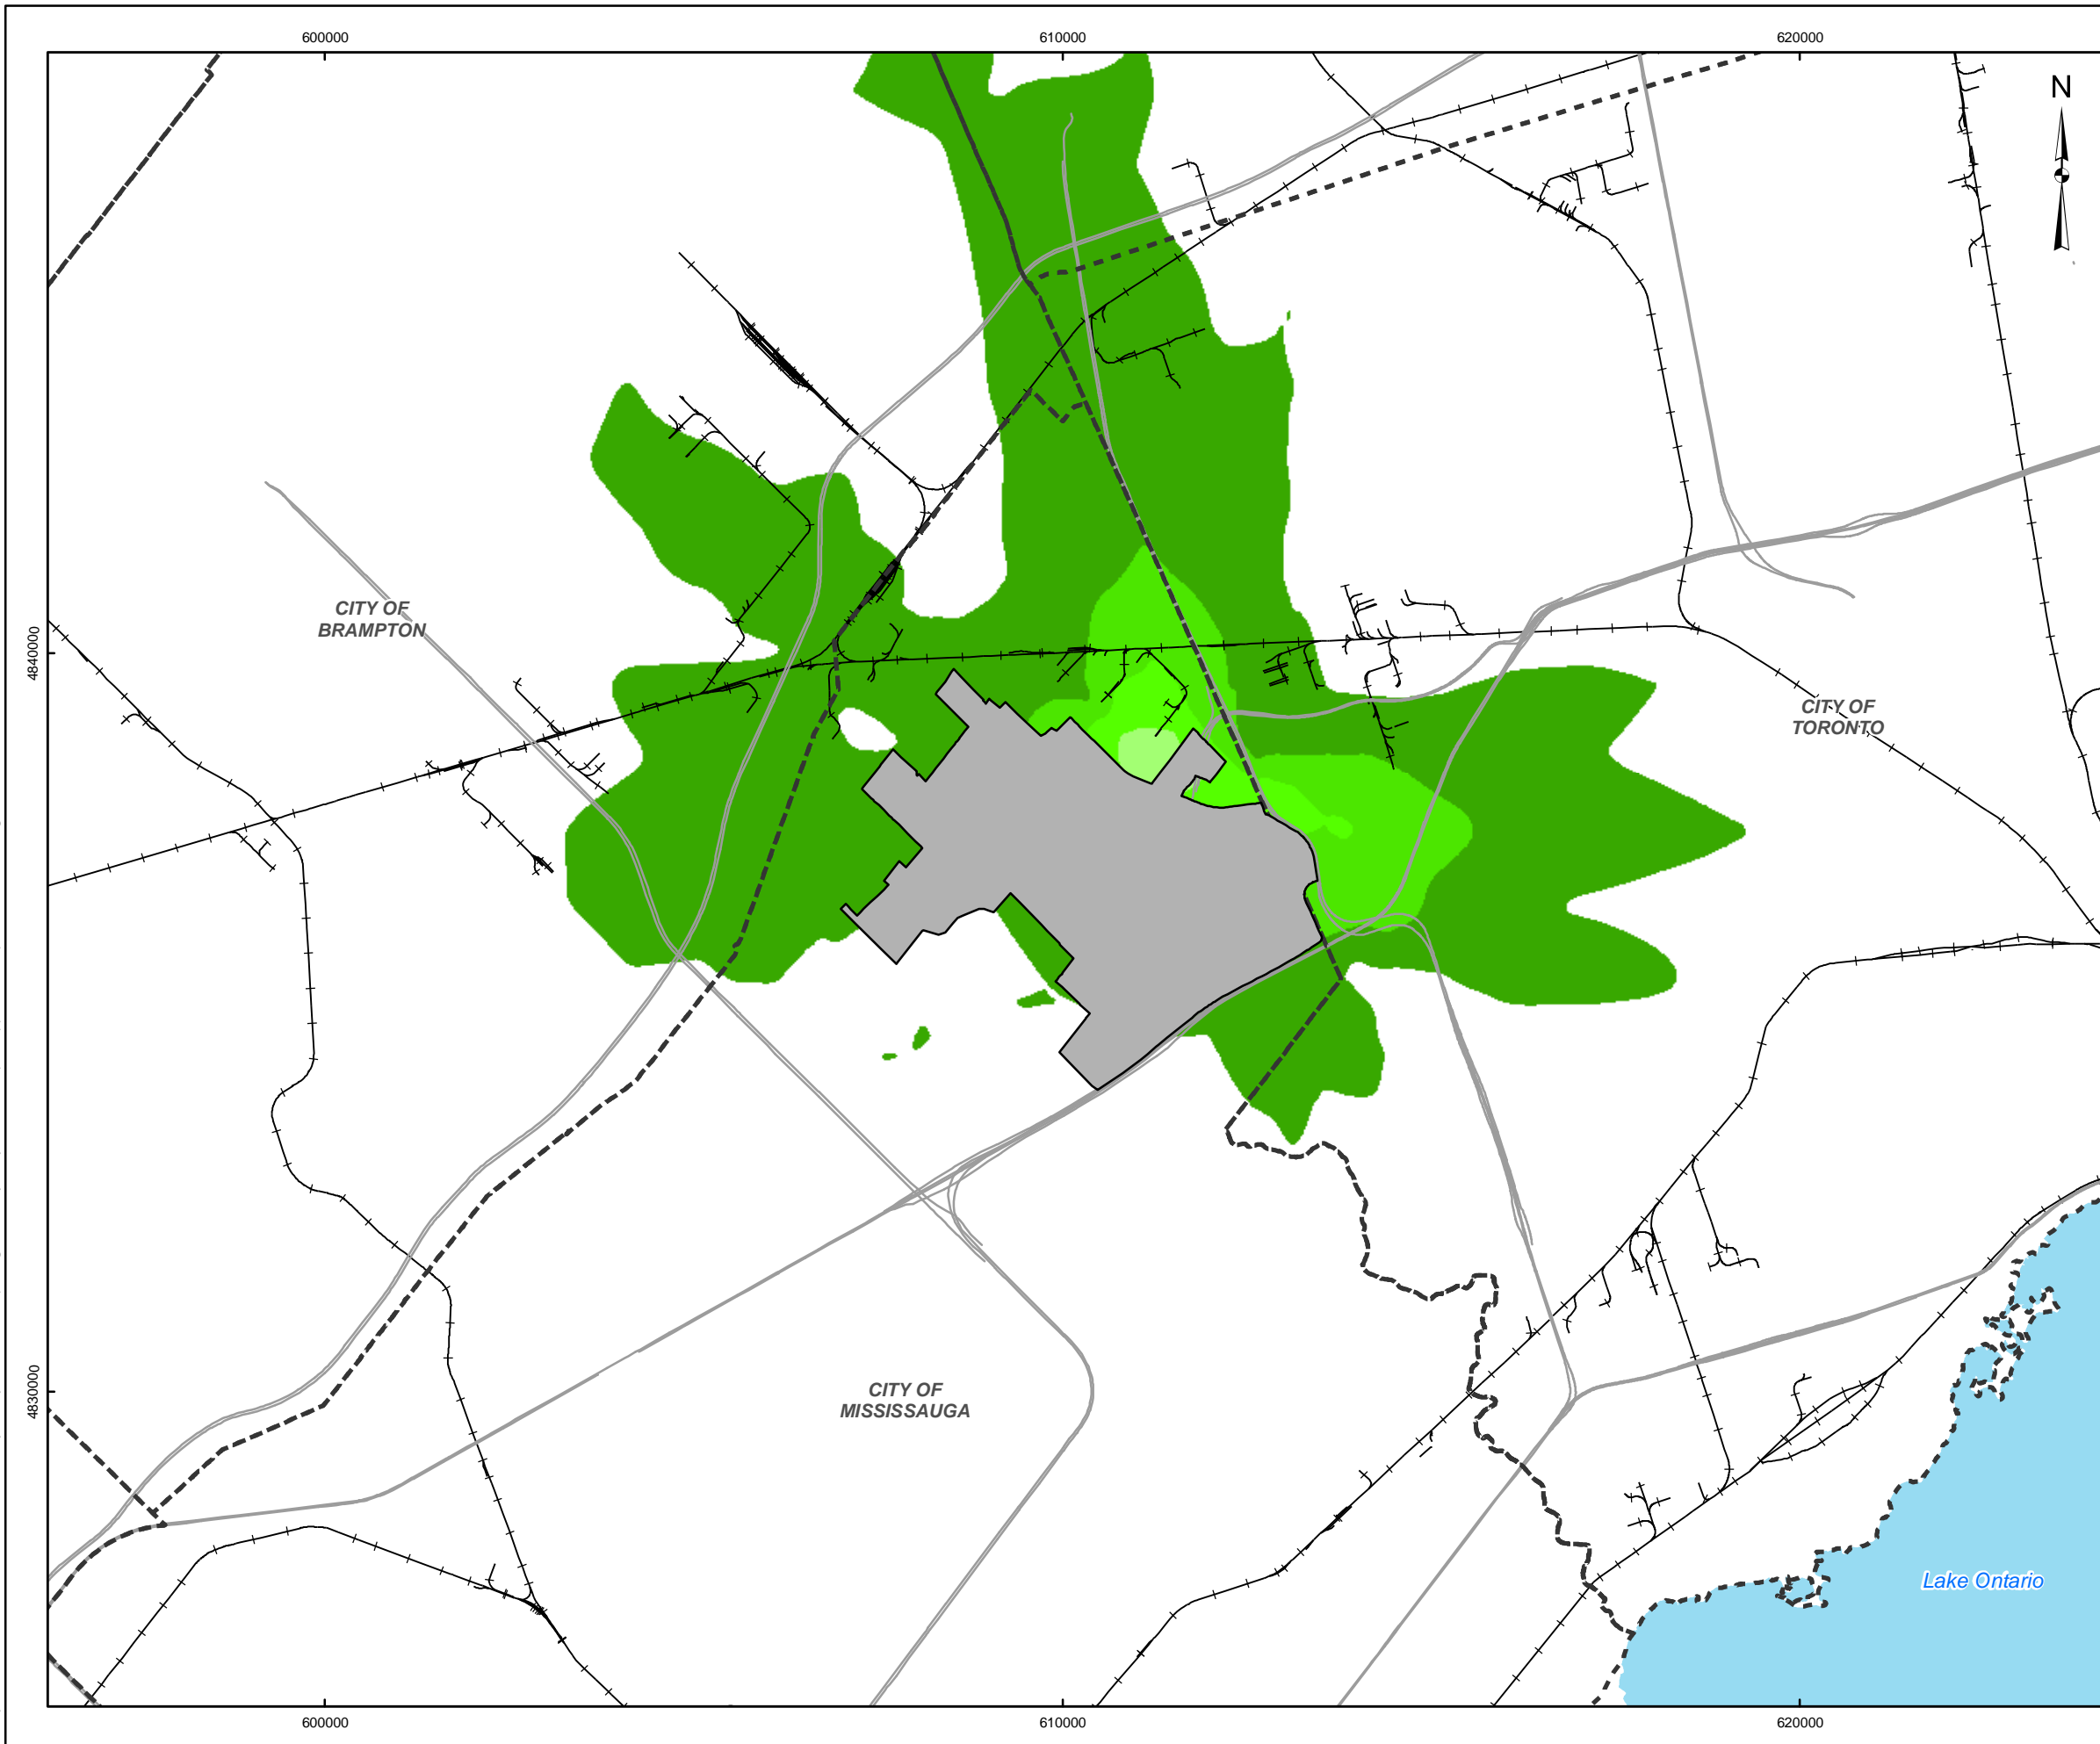 600000
610000
620000
N
CITY OF
BRAMPTON
4840000
CITY OF
TORONTO
4830000
CITY OF
MISSISSAUGA
Lake Ontario
600000
610000
620000